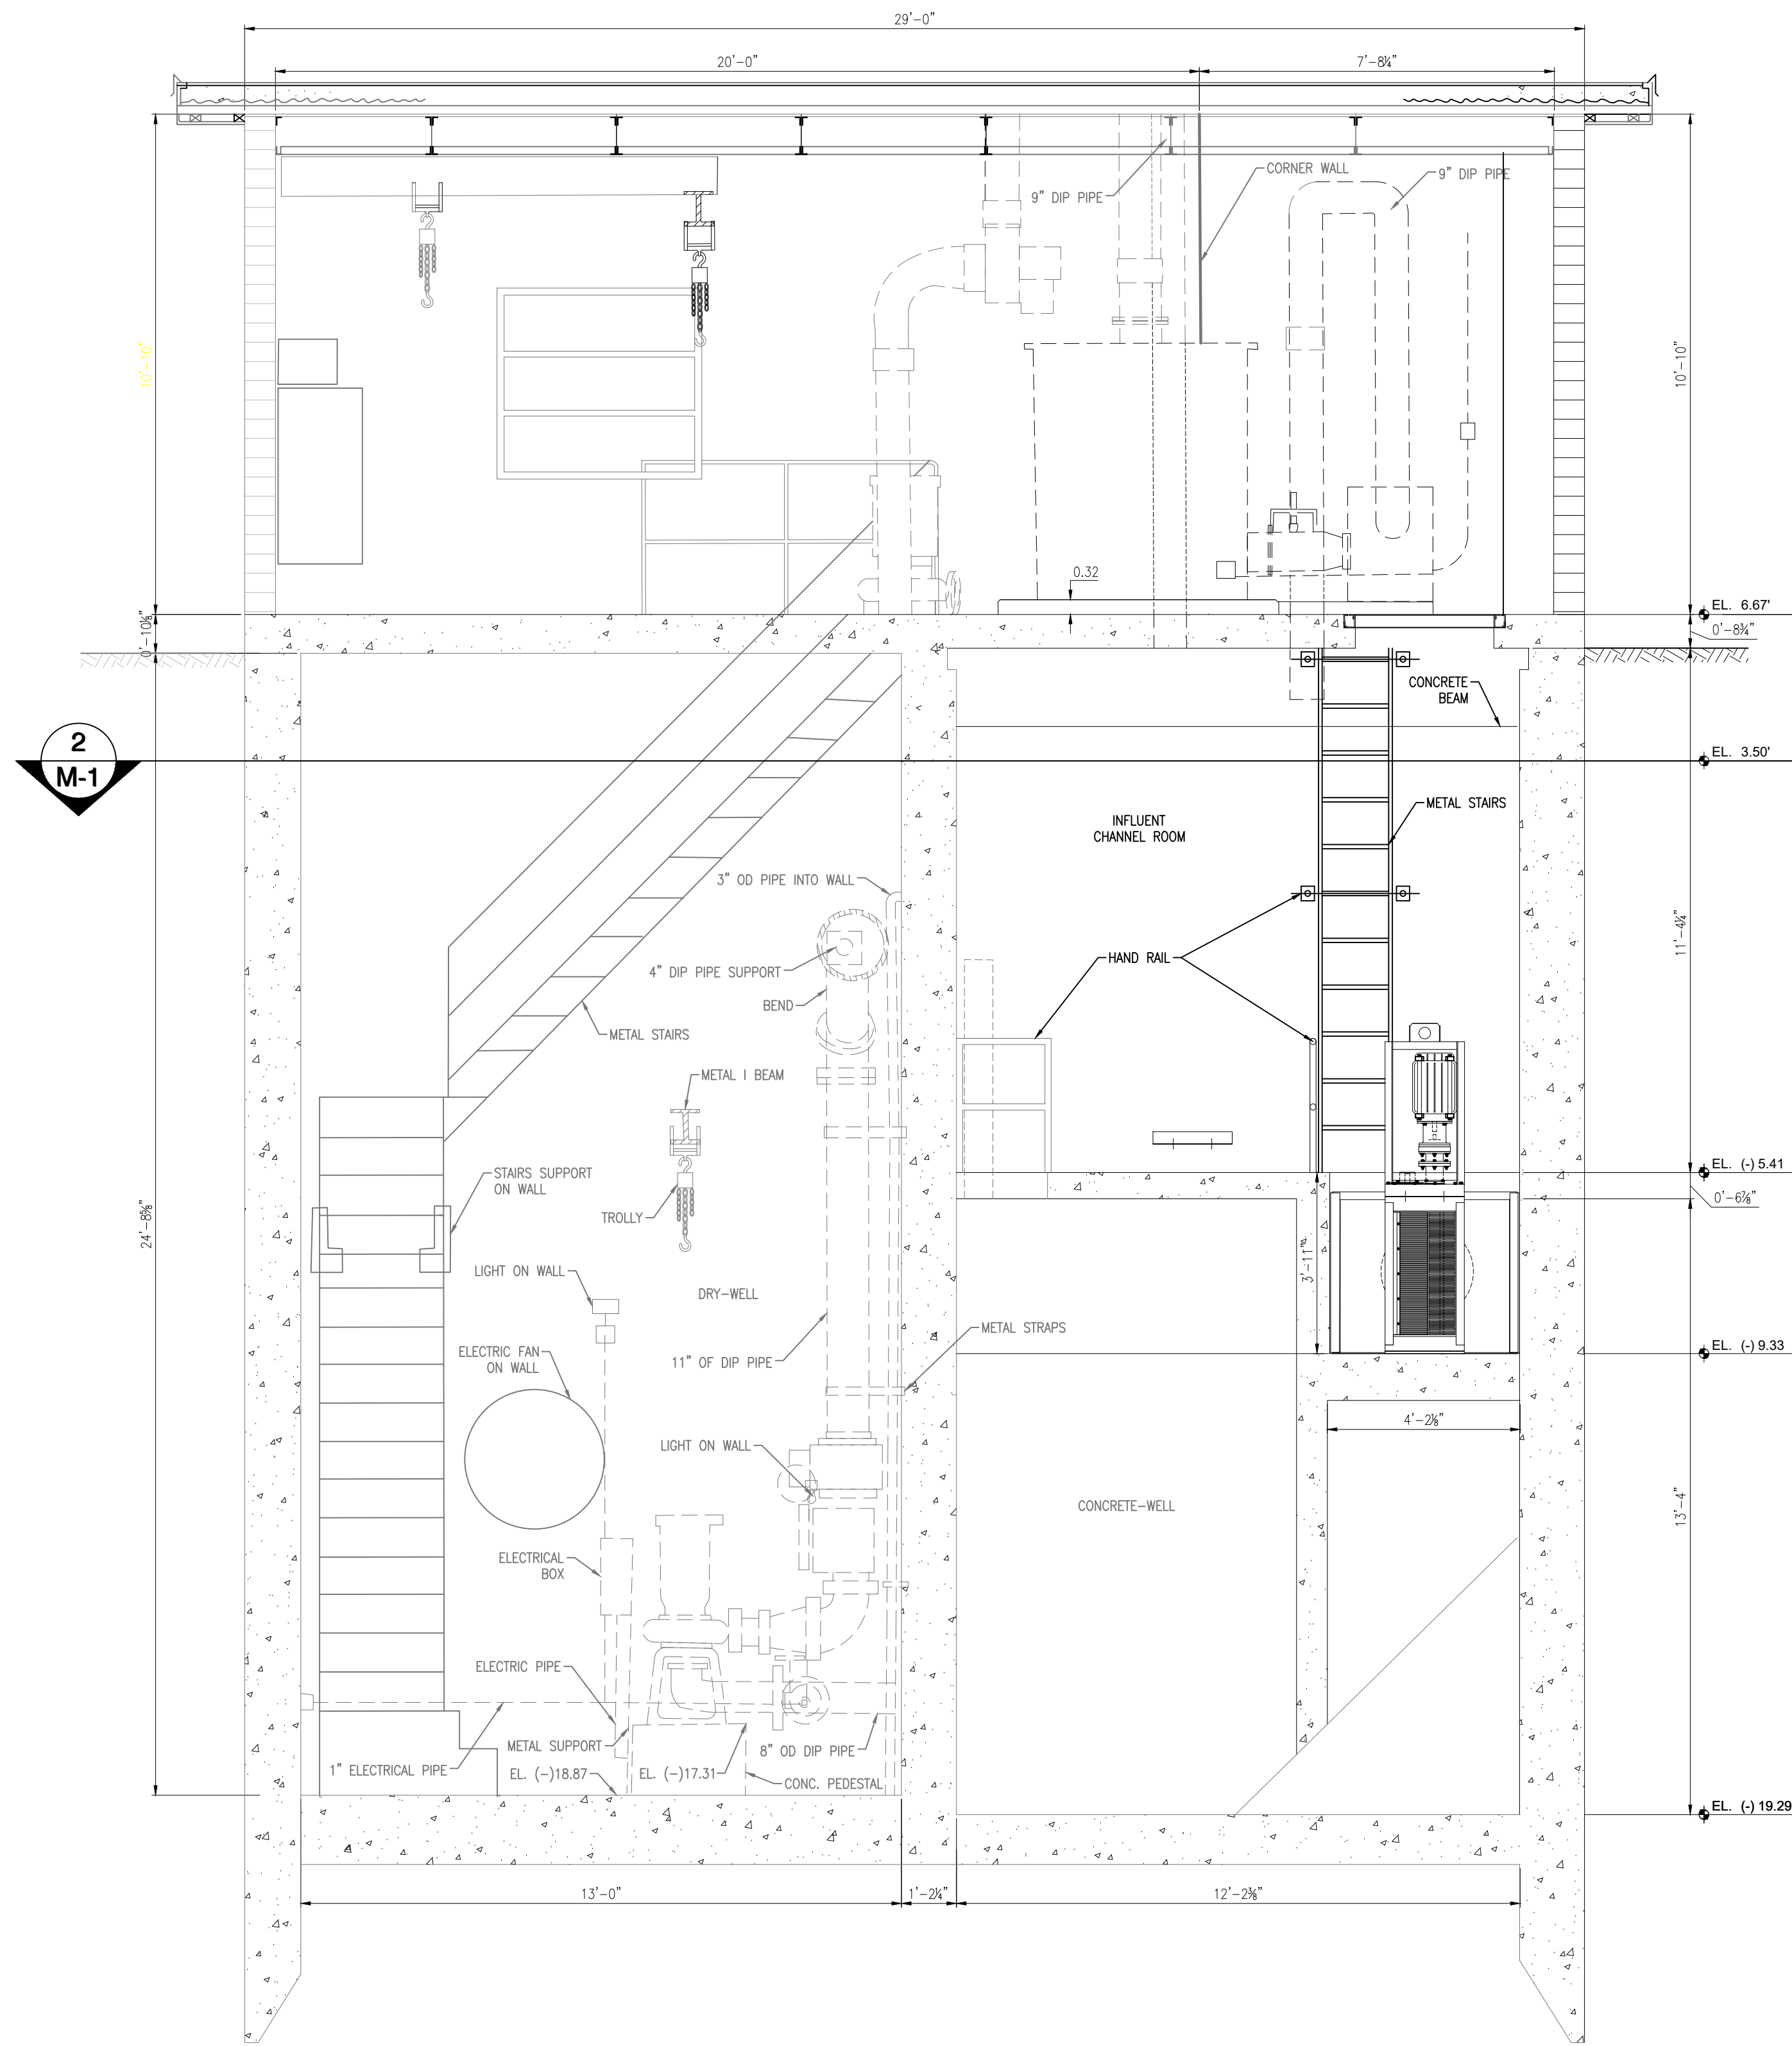 29'-0"
20'-0"
7'-8¼"
CORNER WALL
9" DIP PIPE
9" DIP PIPE
10'-10"
10'-10"
0.32
EL. 6.67'
0'-10⅛"
0'-8¾"
CONCRETE
BEAM
2
M-1
EL. 3.50'
METAL STAIRS
INFLUENT
CHANNEL ROOM
3" OD PIPE INTO WALL
11'-4¼"
HAND RAIL
4" DIP PIPE SUPPORT
BEND
METAL STAIRS
METAL I BEAM
STAIRS SUPPORT
ON WALL
EL. (-) 5.41
0'-6⅞"
TROLLY
24'-8⅝"
3'-11"
LIGHT ON WALL
DRY-WELL
METAL STRAPS
ELECTRIC FAN
ON WALL
11" OF DIP PIPE
EL. (-) 9.33
4'-2⅛"
LIGHT ON WALL
CONCRETE-WELL
13'-4"
ELECTRICAL
BOX
ELECTRIC PIPE
METAL SUPPORT
8" OD DIP PIPE
1" ELECTRICAL PIPE
EL. (-)18.87
EL. (-)17.31
CONC. PEDESTAL
EL. (-) 19.29
13'-0"
1'-2¼"
12'-2⅜"